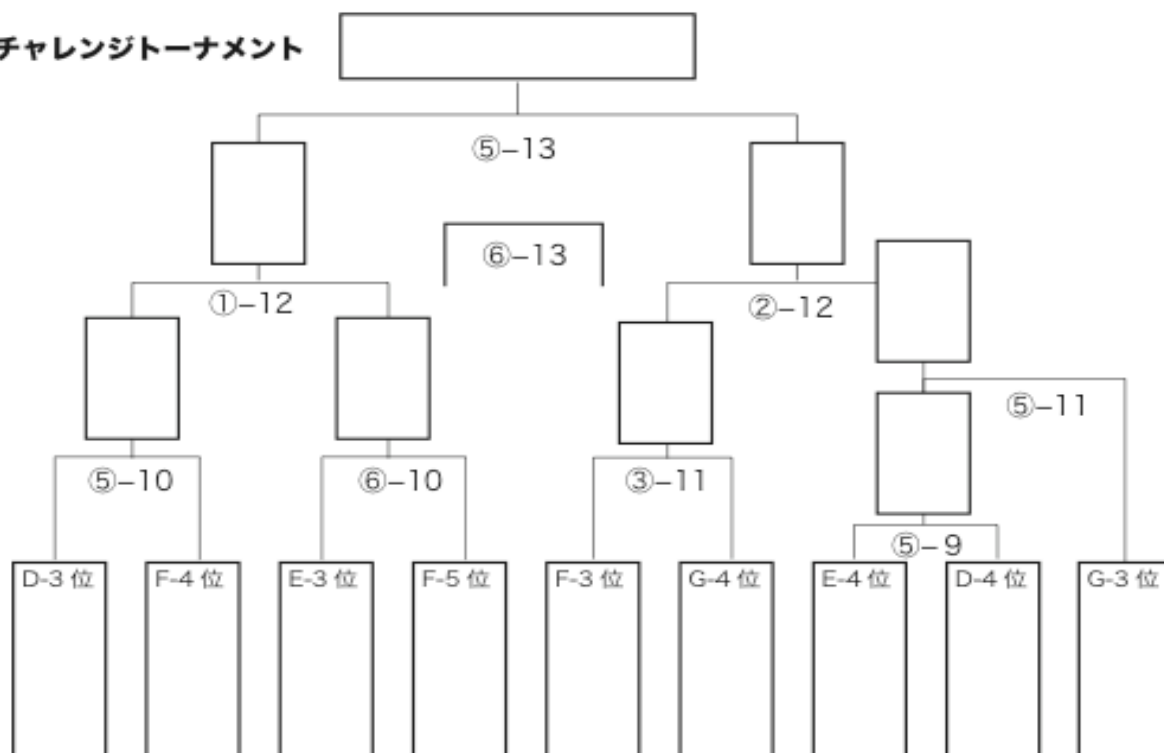 チャレンジトーナメント
⑤–13
⑥–13
①–12
②–12
⑤–11
⑤–10
⑥–10
③–11
⑤– 9
D-3 位
F-4 位
E-3 位
F-5 位
F-3 位
G-4 位
E-4 位
D-4 位
G-3 位